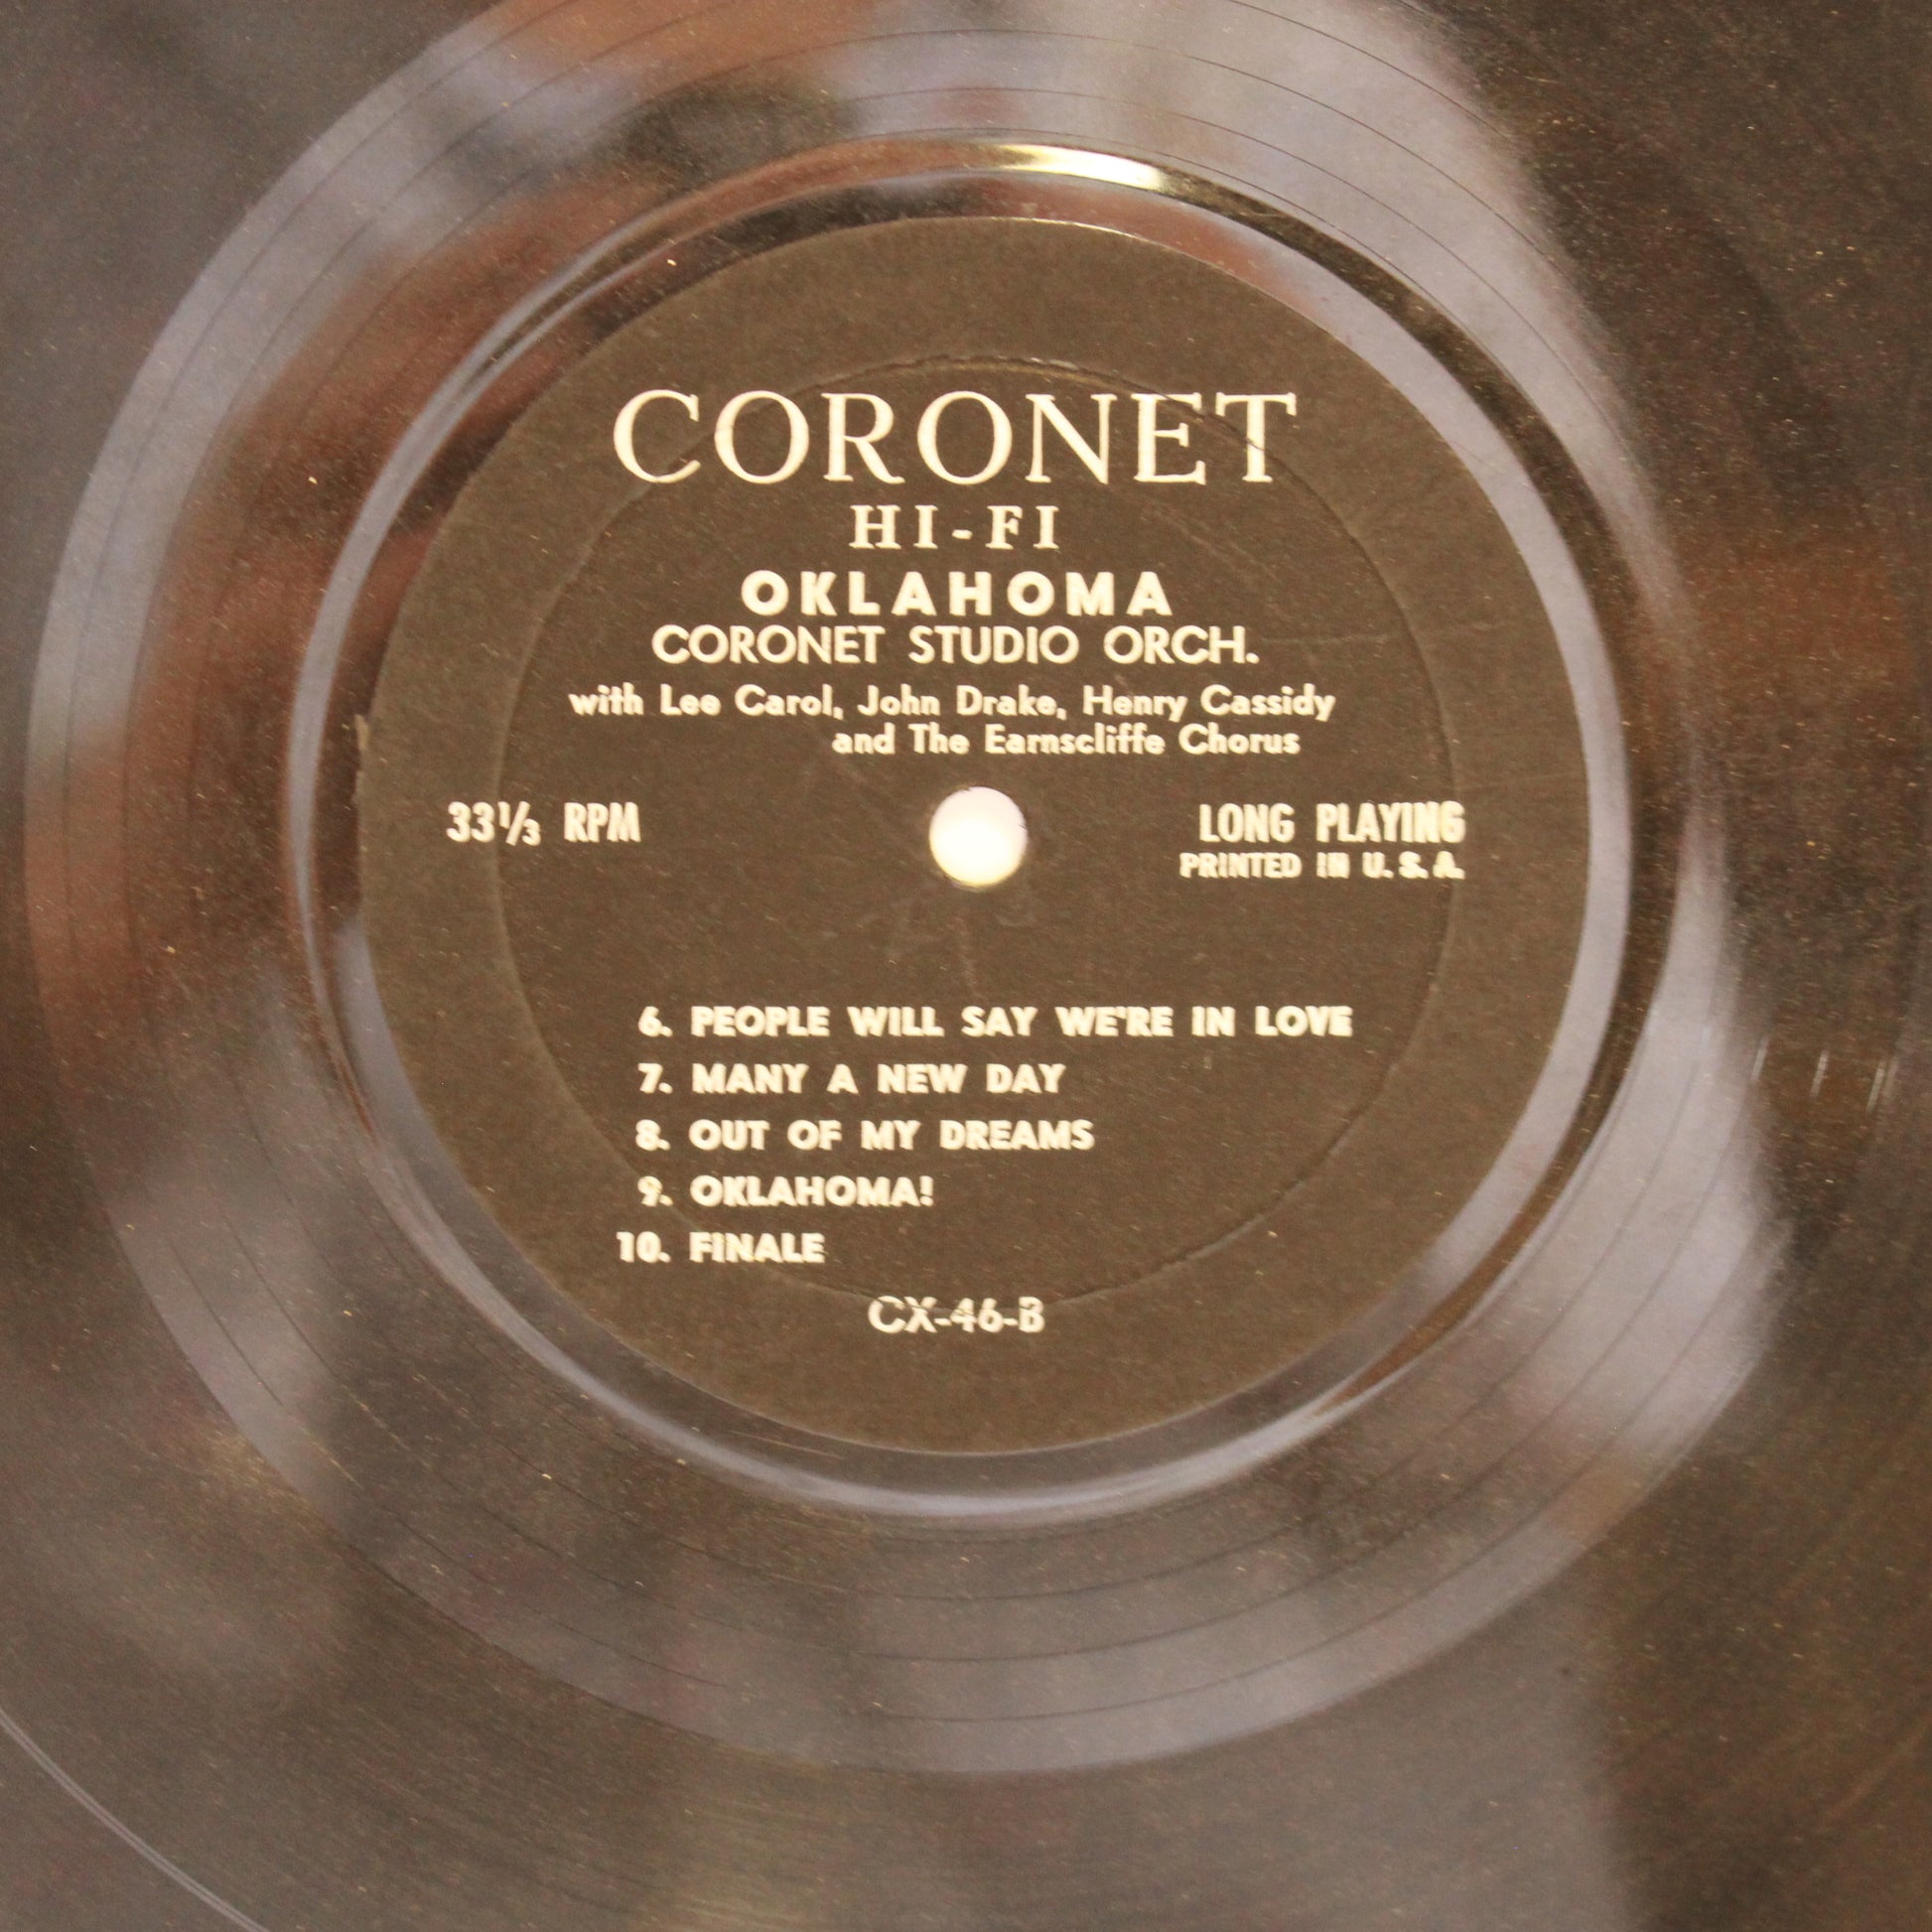 CORONET
HI-FI
OKLAHOMA
CORONET STUDIO ORCH.
with Lee Carol, John Drake, Henry Cassidy
and The Earnscliffe Chorus
33⅓ RPM
LONG PLAYING
PRINTED IN U.S.A.
6. PEOPLE WILL SAY WE'RE IN LOVE
7. MANY A NEW DAY
8. OUT OF MY DREAMS
9. OKLAHOMA!
10. FINALE
CX-46-B